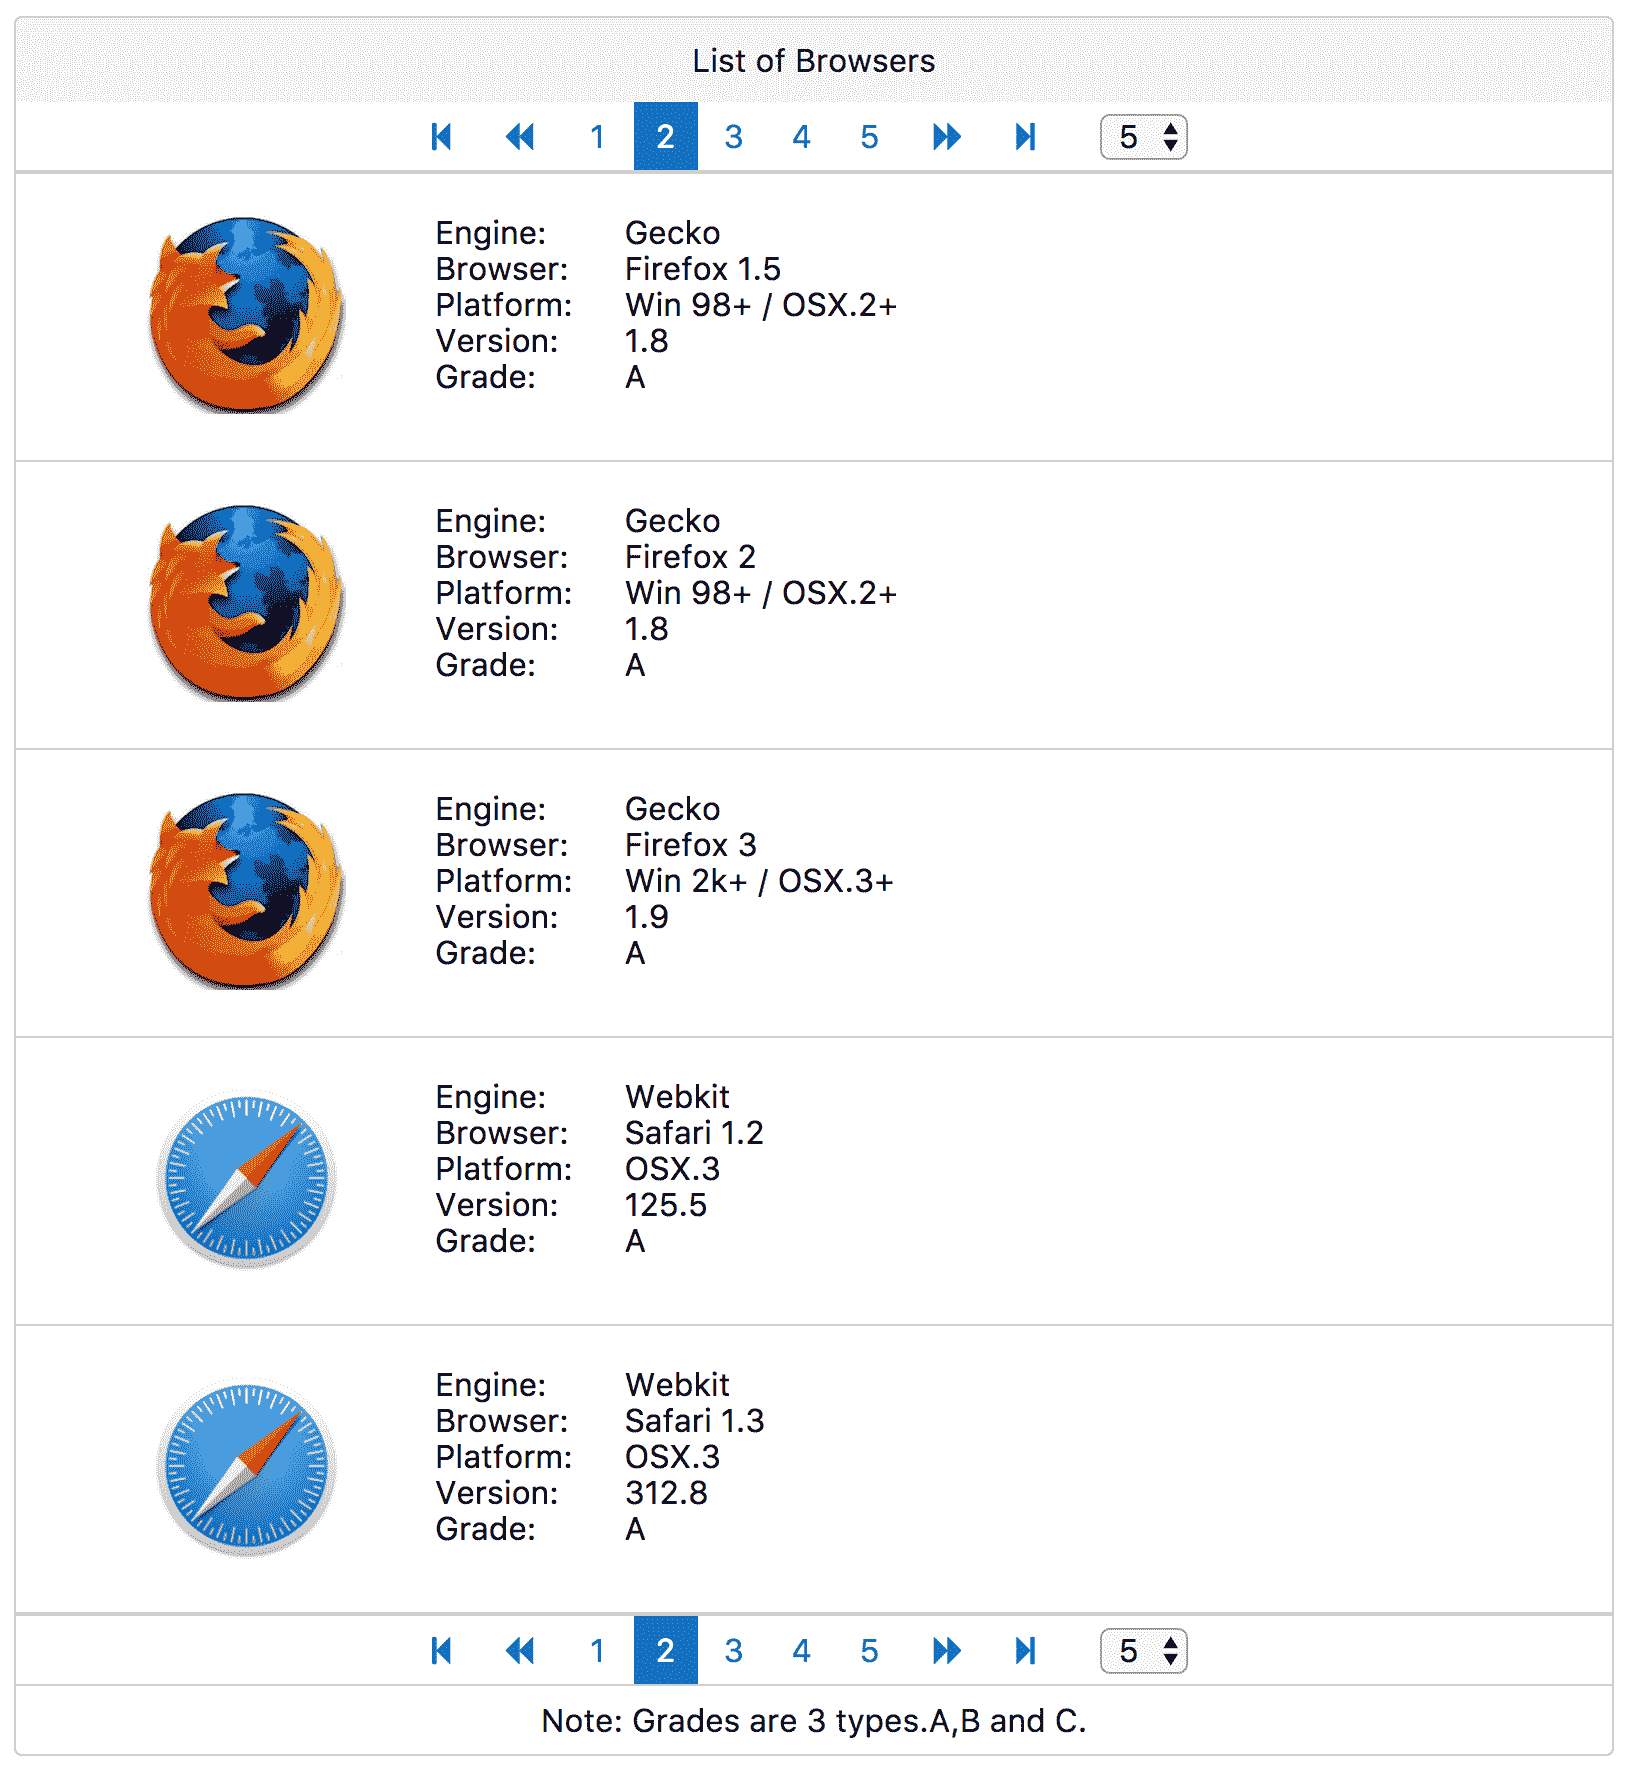 List of Browsers
1 2 3 4 5 5
Engine: Gecko
Browser: Firefox 1.5
Platform: Win 98+ / OSX.2+
Version: 1.8
Grade: A
Engine: Gecko
Browser: Firefox 2
Platform: Win 98+ / OSX.2+
Version: 1.8
Grade: A
Engine: Gecko
Browser: Firefox 3
Platform: Win 2k+ / OSX.3+
Version: 1.9
Grade: A
Engine: Webkit
Browser: Safari 1.2
Platform: OSX.3
Version: 125.5
Grade: A
Engine: Webkit
Browser: Safari 1.3
Platform: OSX.3
Version: 312.8
Grade: A
1 2 3 4 5 5
Note: Grades are 3 types.A,B and C.